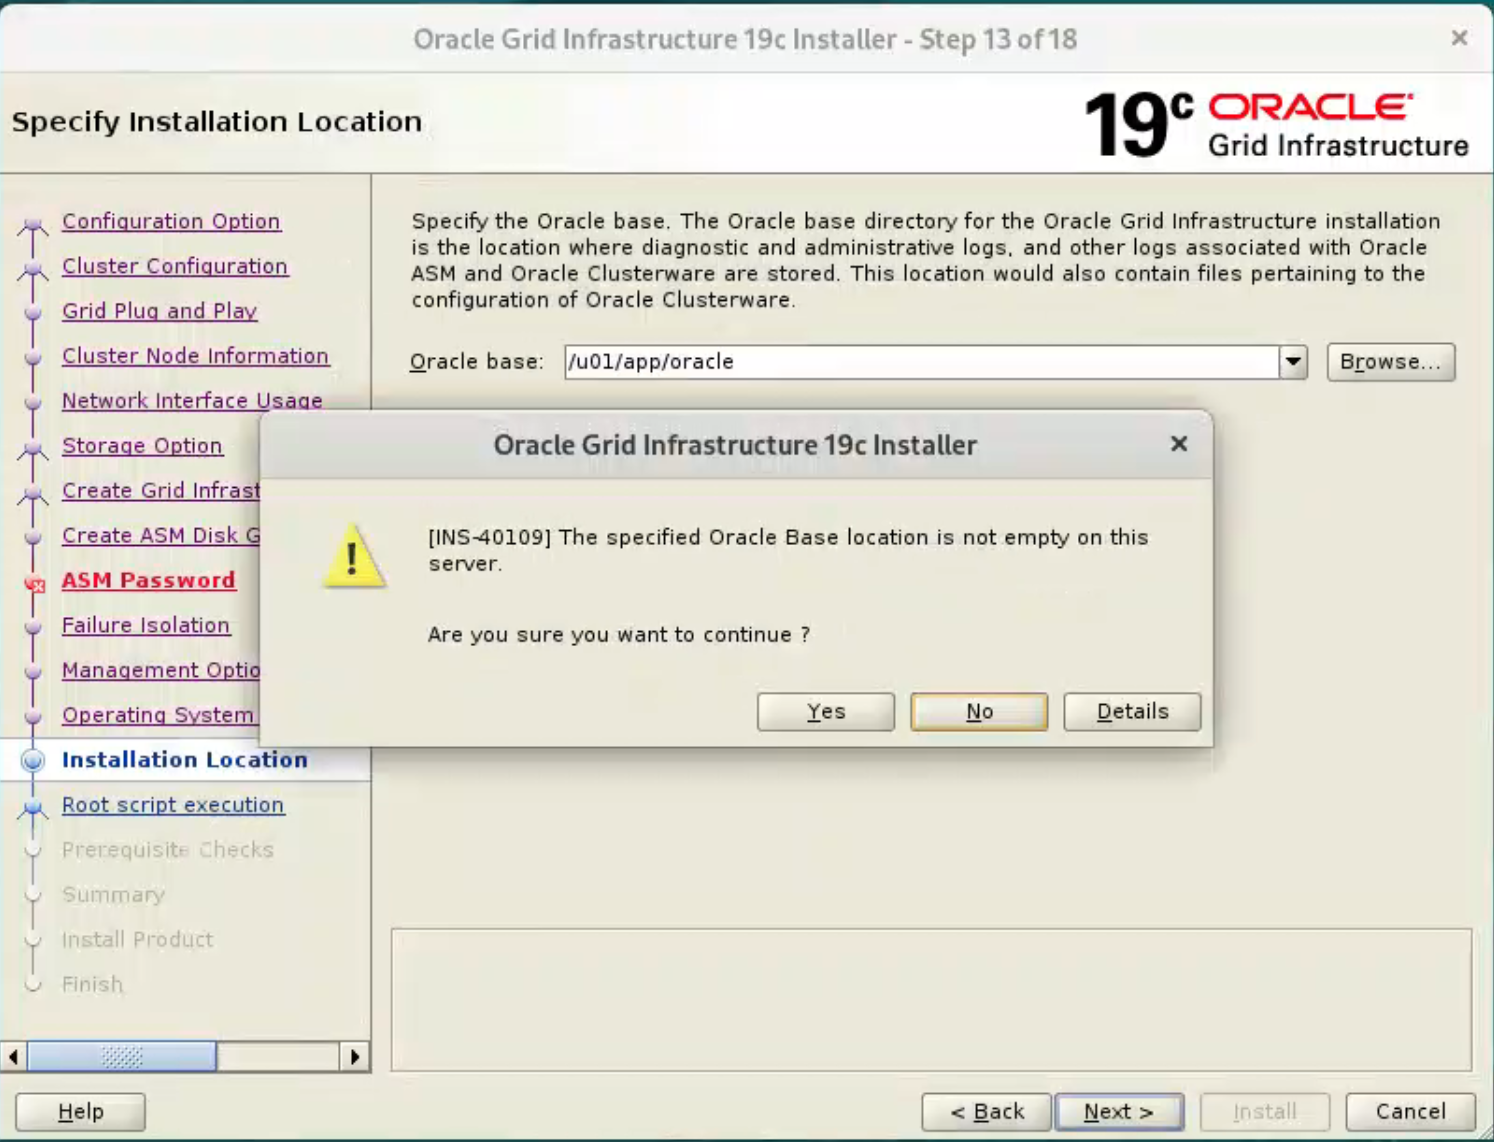 Oracle Grid Infrastructure 19c Installer - Step 13 of 18
Specify Installation Location
19c ORACLE
Grid Infrastructure
Configuration Option
Cluster Configuration
Grid Plug and Play
Cluster Node Information
Network Interface Usage
Storage Option
Create Grid Infrast
Create ASM Disk G
ASM Password
Failure Isolation
Management Optio
Operating System
Installation Location
Root script execution
Prerequisite Checks
Summary
Install Product
Finish
Specify the Oracle base. The Oracle base directory for the Oracle Grid Infrastructure installation
is the location where diagnostic and administrative logs, and other logs associated with Oracle
ASM and Oracle Clusterware are stored. This location would also contain files pertaining to the
configuration of Oracle Clusterware.
Oracle base: /u01/app/oracle Browse...
Oracle Grid Infrastructure 19c Installer
[INS-40109] The specified Oracle Base location is not empty on this
server.
Are you sure you want to continue ?
Yes No Details
Help < Back Next > Install Cancel